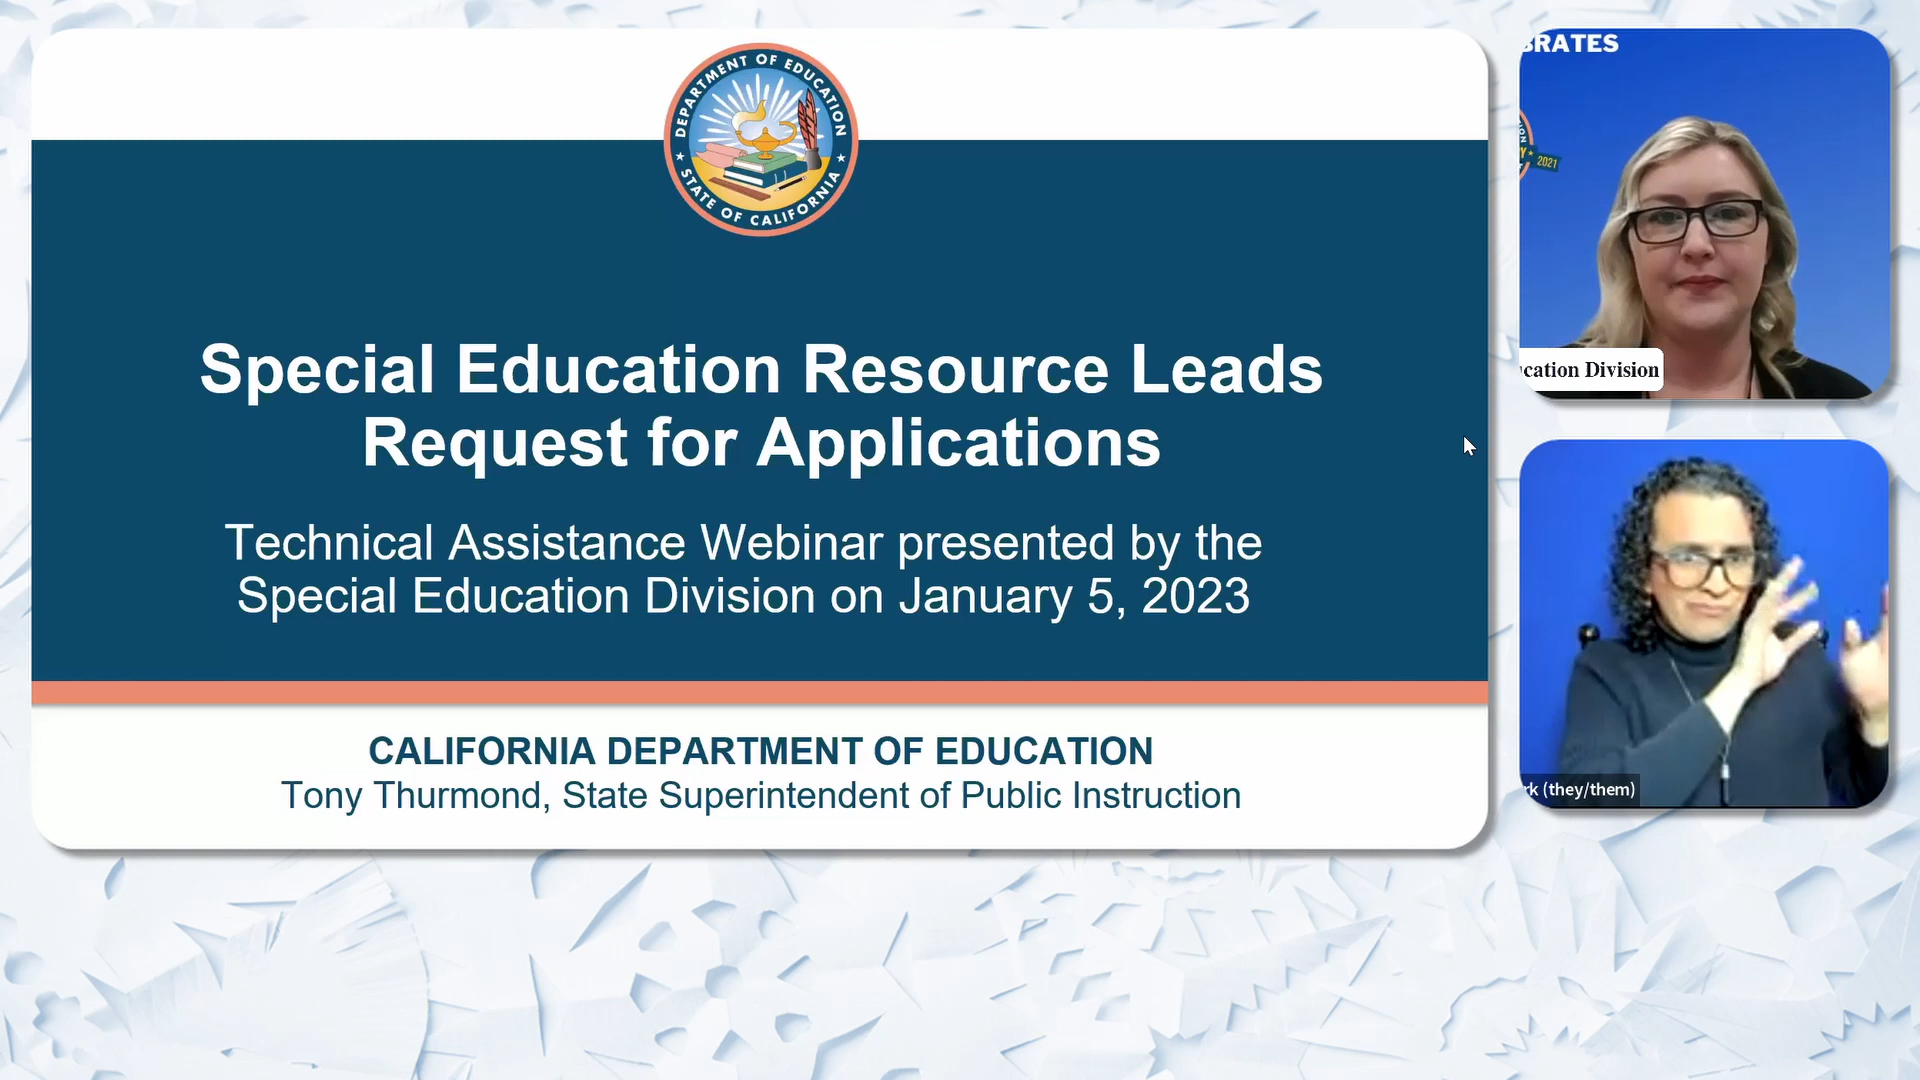 DEPARTMENT OF EDUCATION
STATE OF CALIFORNIA
Special Education Resource Leads
Request for Applications
Technical Assistance Webinar presented by the
Special Education Division on January 5, 2023
CALIFORNIA DEPARTMENT OF EDUCATION
Tony Thurmond, State Superintendent of Public Instruction
BRATES
2021
cation Division
rk (they/them)